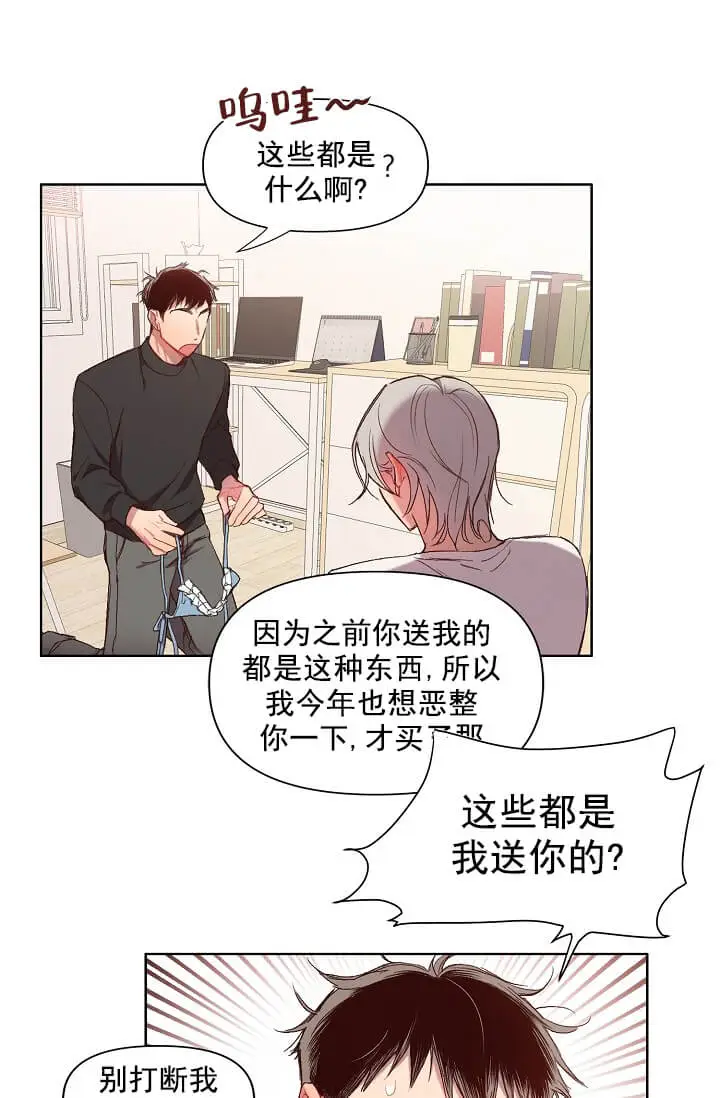 呜哇~
这些都是?
什么啊?
因为之前你送我的
都是这种东西,所以
我今年也想恶整
你一下,才买
这些都是
我送你的?
别打断我